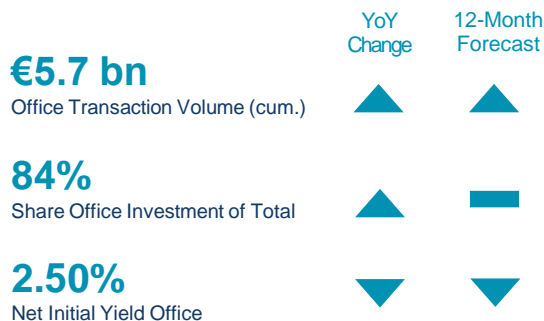 YoY
Change
12-Month
Forecast
€5.7 bn
Office Transaction Volume (cum.)
84%
Share Office Investment of Total
2.50%
Net Initial Yield Office